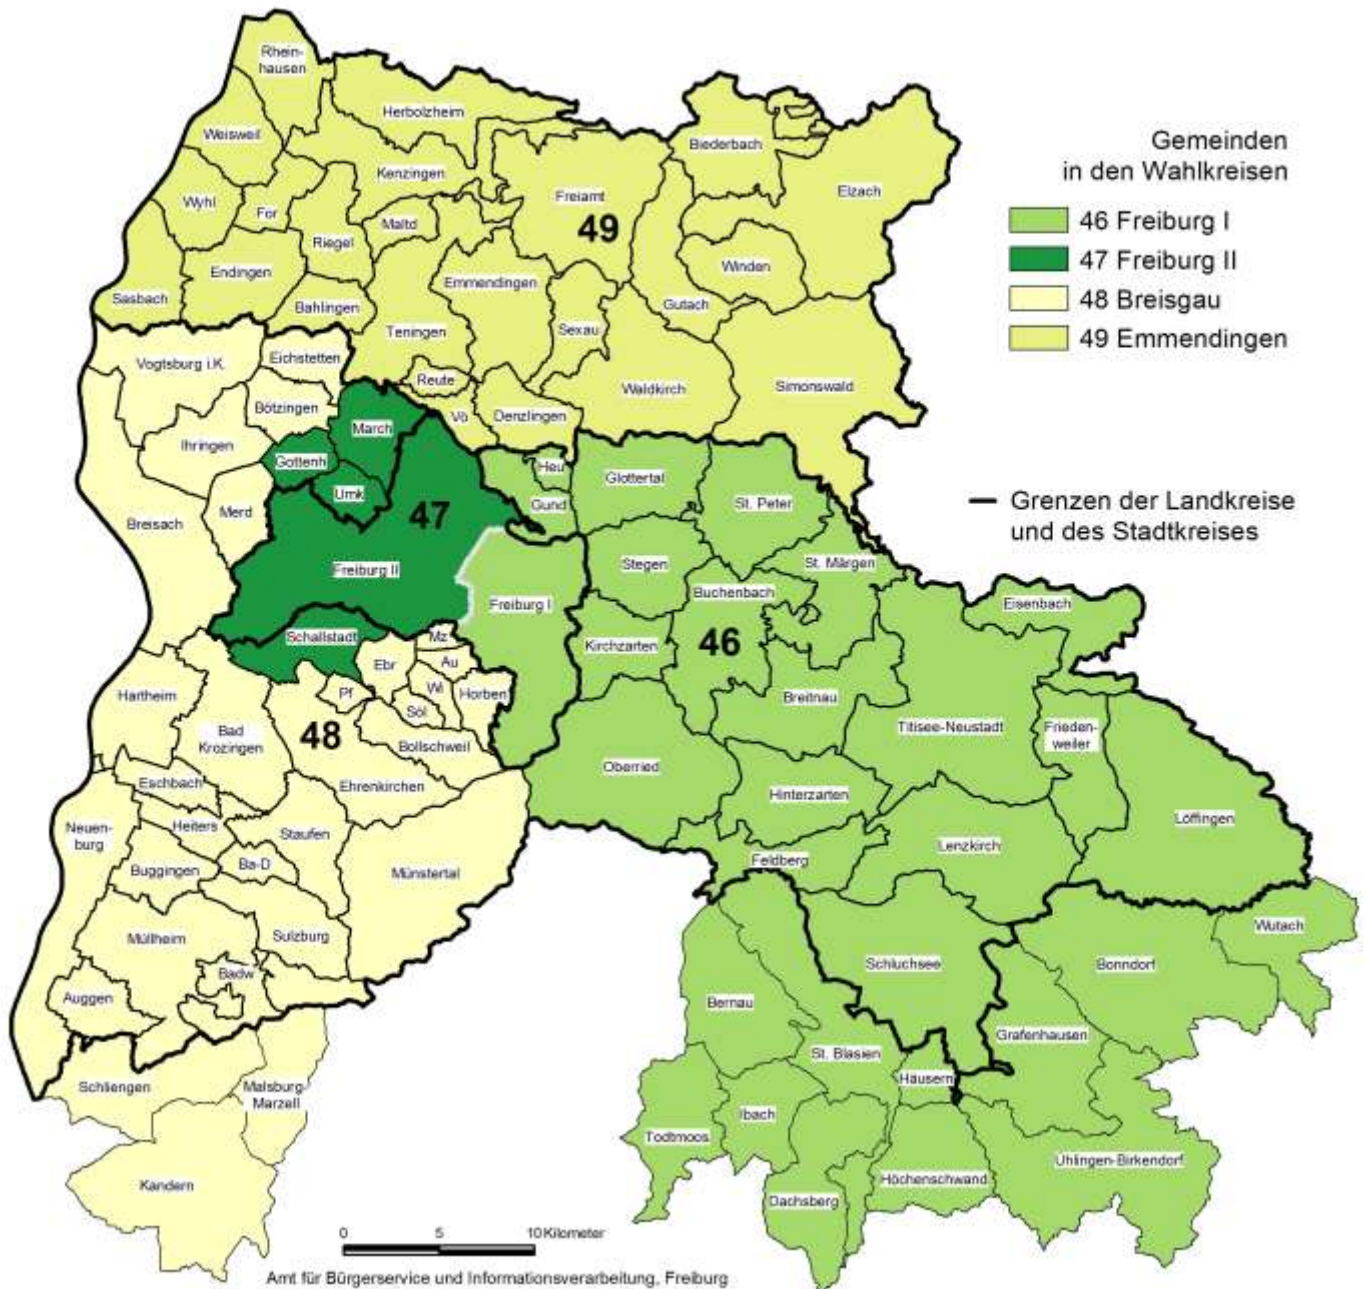 Gemeinden
in den Wahlkreisen
46 Freiburg I
47 Freiburg II
48 Breisgau
49 Emmendingen
Grenzen der Landkreise
und des Stadtkreises
Rhein-
hausen
Herbolzheim
Weisweil
Biederbach
Kenzingen
Elzach
Freiamt
Wyhl
For
Maltd
49
Riegel
Endingen
Winden
Emmendingen
Sasbach
Bahlingen
Gutach
Teningen
Sexau
Vogtsburg i.K.
Eichstetten
Reute
Waldkirch
Simonswald
Bötzingen
Vö
Denzlingen
March
Ihringen
Gottenh
Heu
Glottertal
Umk
Gund
St. Peter
Merd
47
Breisach
Freiburg II
Stegen
St. Märgen
Buchenbach
Freiburg I
Eisenbach
Schallstadt
Mz
Kirchzarten
46
Ebr
Au
Hartheim
Pf
Wi
Horben
Breitnau
Söl
Titisee-Neustadt
Frieden-
weiler
Bad
Krozingen
48
Bollschweil
Oberried
Eschbach
Ehrenkirchen
Hinterzarten
Neuen-
burg
Heiters
Staufen
Löffingen
Lenzkirch
Buggingen
Ba-D
Münstertal
Feldberg
Müllheim
Sulzburg
Wutach
Badw
Schluchsee
Bonndorf
Auggen
Bernau
Grafenhausen
St. Blasien
Schliengen
Malsburg-
Marzell
Häusern
Ibach
Todtmoos
Kandern
Höchenschwand
Ühlingen-Birkendorf
Dachsberg
0 5 10 Kilometer
Amt für Bürgerservice und Informationsverarbeitung, Freiburg